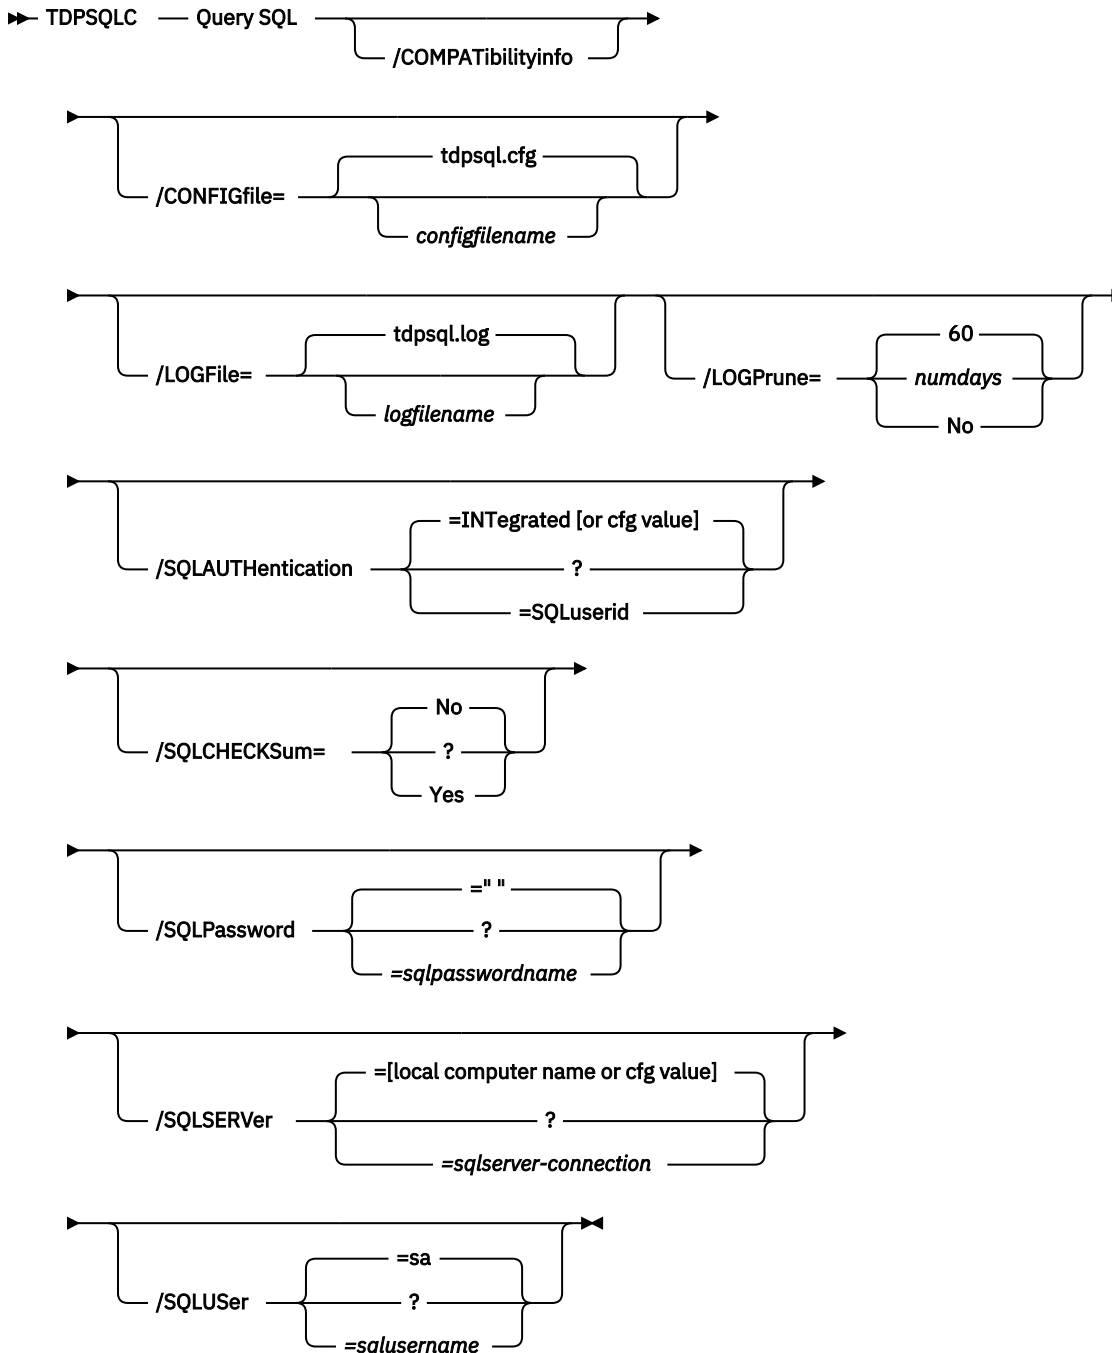 TDPSQLC Query SQL
/COMPATibilityinfo
tdpsql.cfg
/CONFIGfile=
configfilename
tdpsql.log
/LOGFile=
logfilename
60
/LOGPrune= numdays
No
=INTegrated [or cfg value]
/SQLAUTHentication ?
=SQLuserid
No
/SQLCHECKSum= ?
Yes
=" "
/SQLPassword ?
=sqlpasswordname
=[local computer name or cfg value]
/SQLSERVer ?
=sqlserver-connection
=sa
/SQLUSer ?
=sqlusername